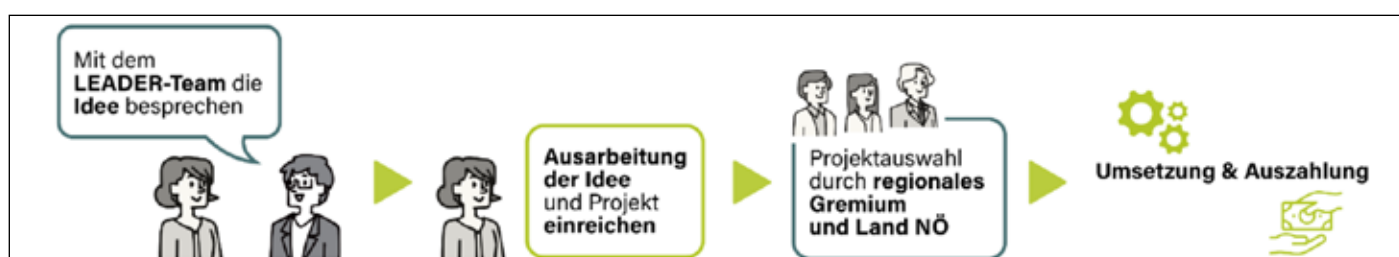 Mit dem
LEADER-Team die
Idee besprechen
Ausarbeitung
der Idee
und Projekt
einreichen
Projektauswahl
durch regionales
Gremium
und Land NÖ
Umsetzung & Auszahlung